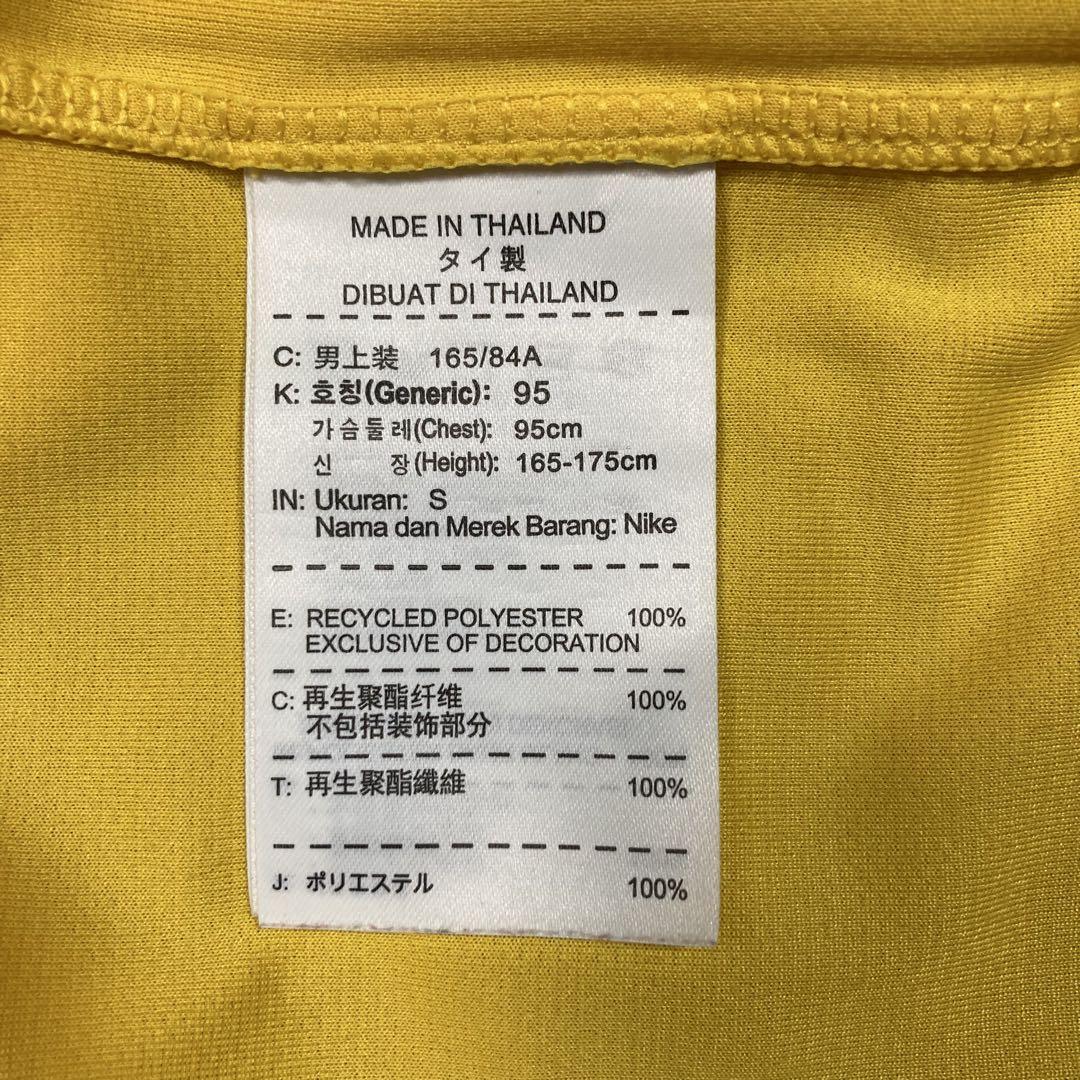 MADE IN THAILAND
タイ製
DIBUAT DI THAILAND
C: 男上装 165/84A
K: 호칭(Generic): 95
가슴둘레(Chest): 95cm
신 장(Height): 165-175cm
IN: Ukuran: S
Nama dan Merek Barang: Nike
E: RECYCLED POLYESTER 100%
EXCLUSIVE OF DECORATION
C: 再生聚酯纤维 100%
不包括装饰部分
T: 再生聚酯纖維 100%
J: ポリエステル 100%